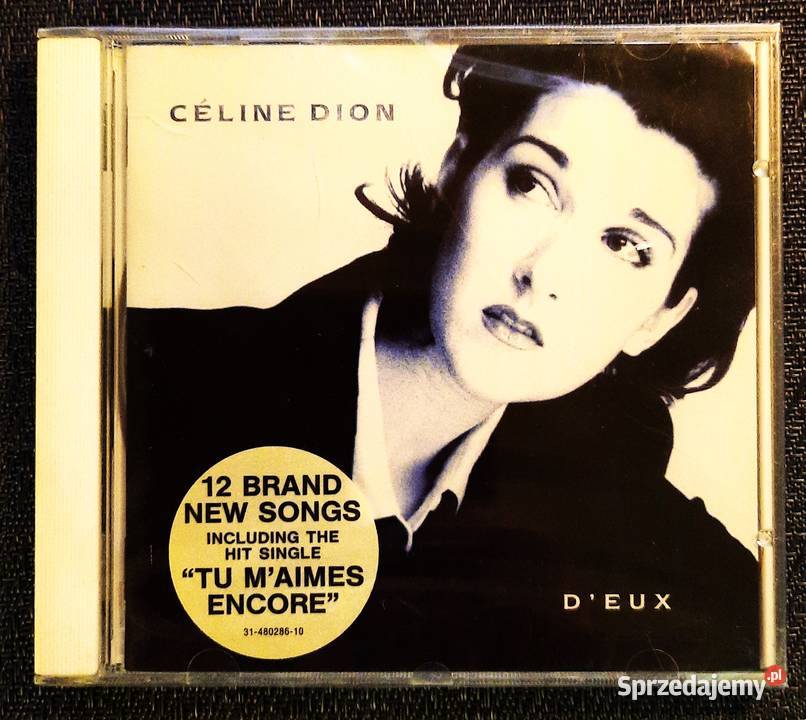 CÉLINE DION
12 BRAND
NEW SONGS
INCLUDING THE
HIT SINGLE
“TU M’AIMES
ENCORE”
31-480286-10
D’EUX
Sprzedajemy.pl